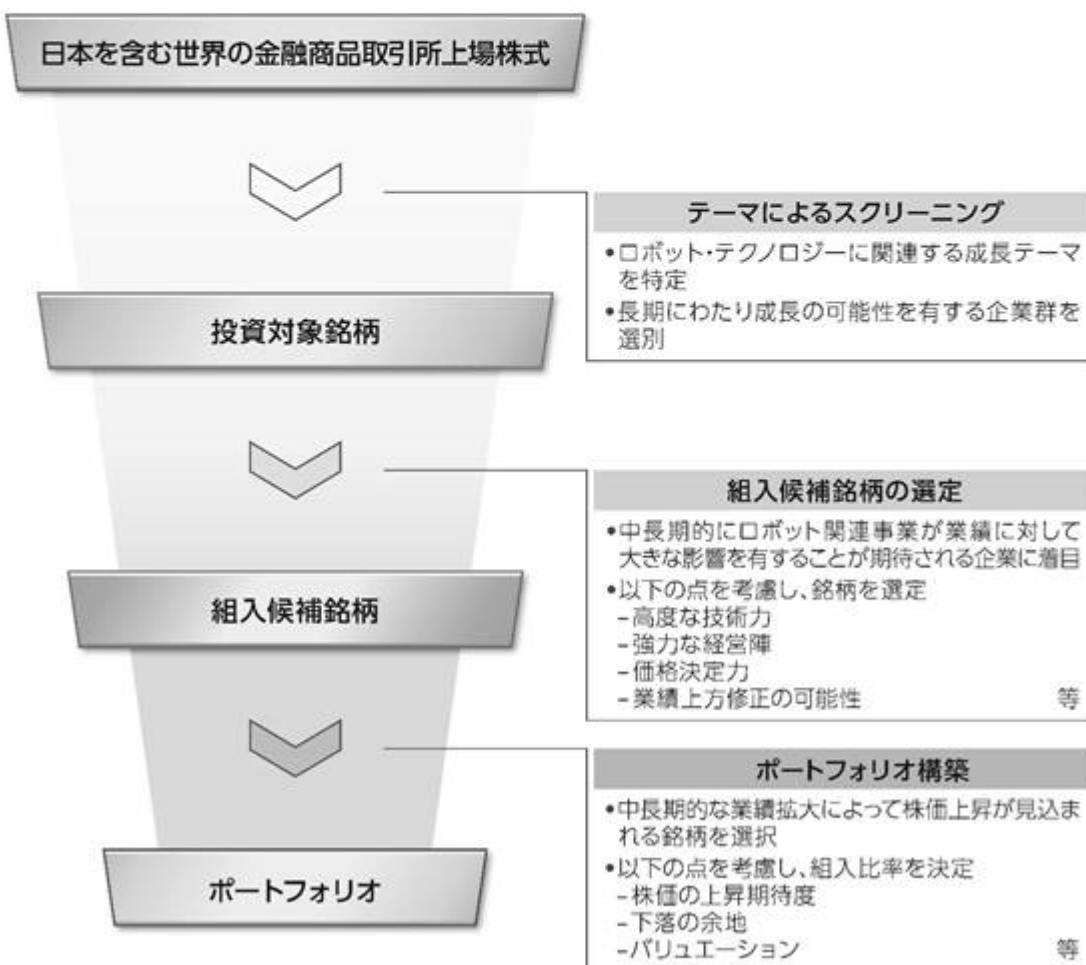 日本を含む世界の金融商品取引所上場株式
テーマによるスクリーニング
•ロボット・テクノロジーに関連する成長テーマ
を特定
•長期にわたり成長の可能性を有する企業群を
選別
投資対象銘柄
組入候補銘柄の選定
•中長期的にロボット関連事業が業績に対して
大きな影響を有することが期待される企業に着目
•以下の点を考慮し、銘柄を選定
–高度な技術力
–強力な経営陣
–価格決定力
–業績上方修正の可能性 等
組入候補銘柄
ポートフォリオ構築
•中長期的な業績拡大によって株価上昇が見込ま
れる銘柄を選択
•以下の点を考慮し、組入比率を決定
–株価の上昇期待度
–下落の余地
–バリュエーション 等
ポートフォリオ